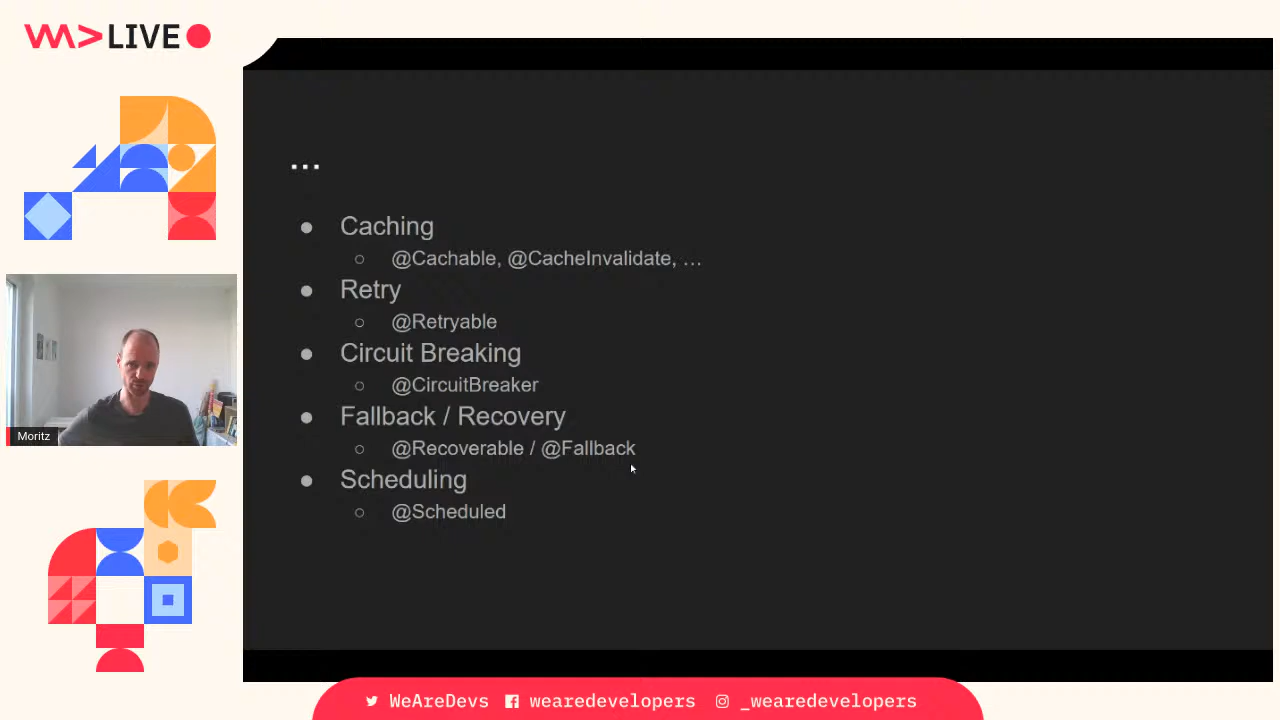 LIVE
...
● Caching
○ @Cachable, @CacheInvalidate, …
● Retry
○ @Retryable
● Circuit Breaking
○ @CircuitBreaker
● Fallback / Recovery
○ @Recoverable / @Fallback
● Scheduling
○ @Scheduled
Moritz
WeAreDevs wearedevelopers _wearedevelopers